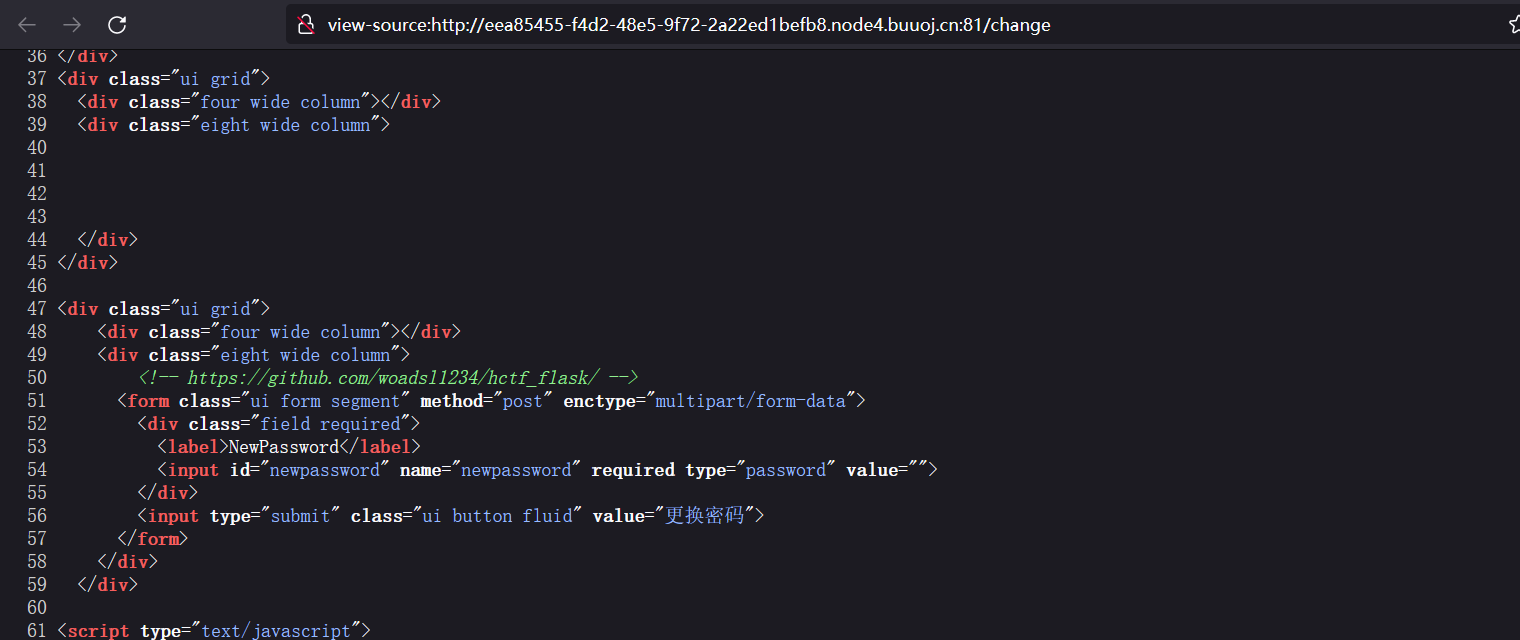 view-source:http://eea85455-f4d2-48e5-9f72-2a22ed1befb8.node4.buuoj.cn:81/change
36 </div>
37 <div class="ui grid">
38   <div class="four wide column"></div>
39   <div class="eight wide column">
40
41
42
43
44   </div>
45 </div>
46
47 <div class="ui grid">
48     <div class="four wide column"></div>
49     <div class="eight wide column">
50         <!-- https://github.com/woadsl1234/hctf_flask/ -->
51       <form class="ui form segment" method="post" enctype="multipart/form-data">
52         <div class="field required">
53           <label>NewPassword</label>
54           <input id="newpassword" name="newpassword" required type="password" value="">
55         </div>
56         <input type="submit" class="ui button fluid" value="更换密码">
57       </form>
58     </div>
59   </div>
60
61 <script type="text/javascript">